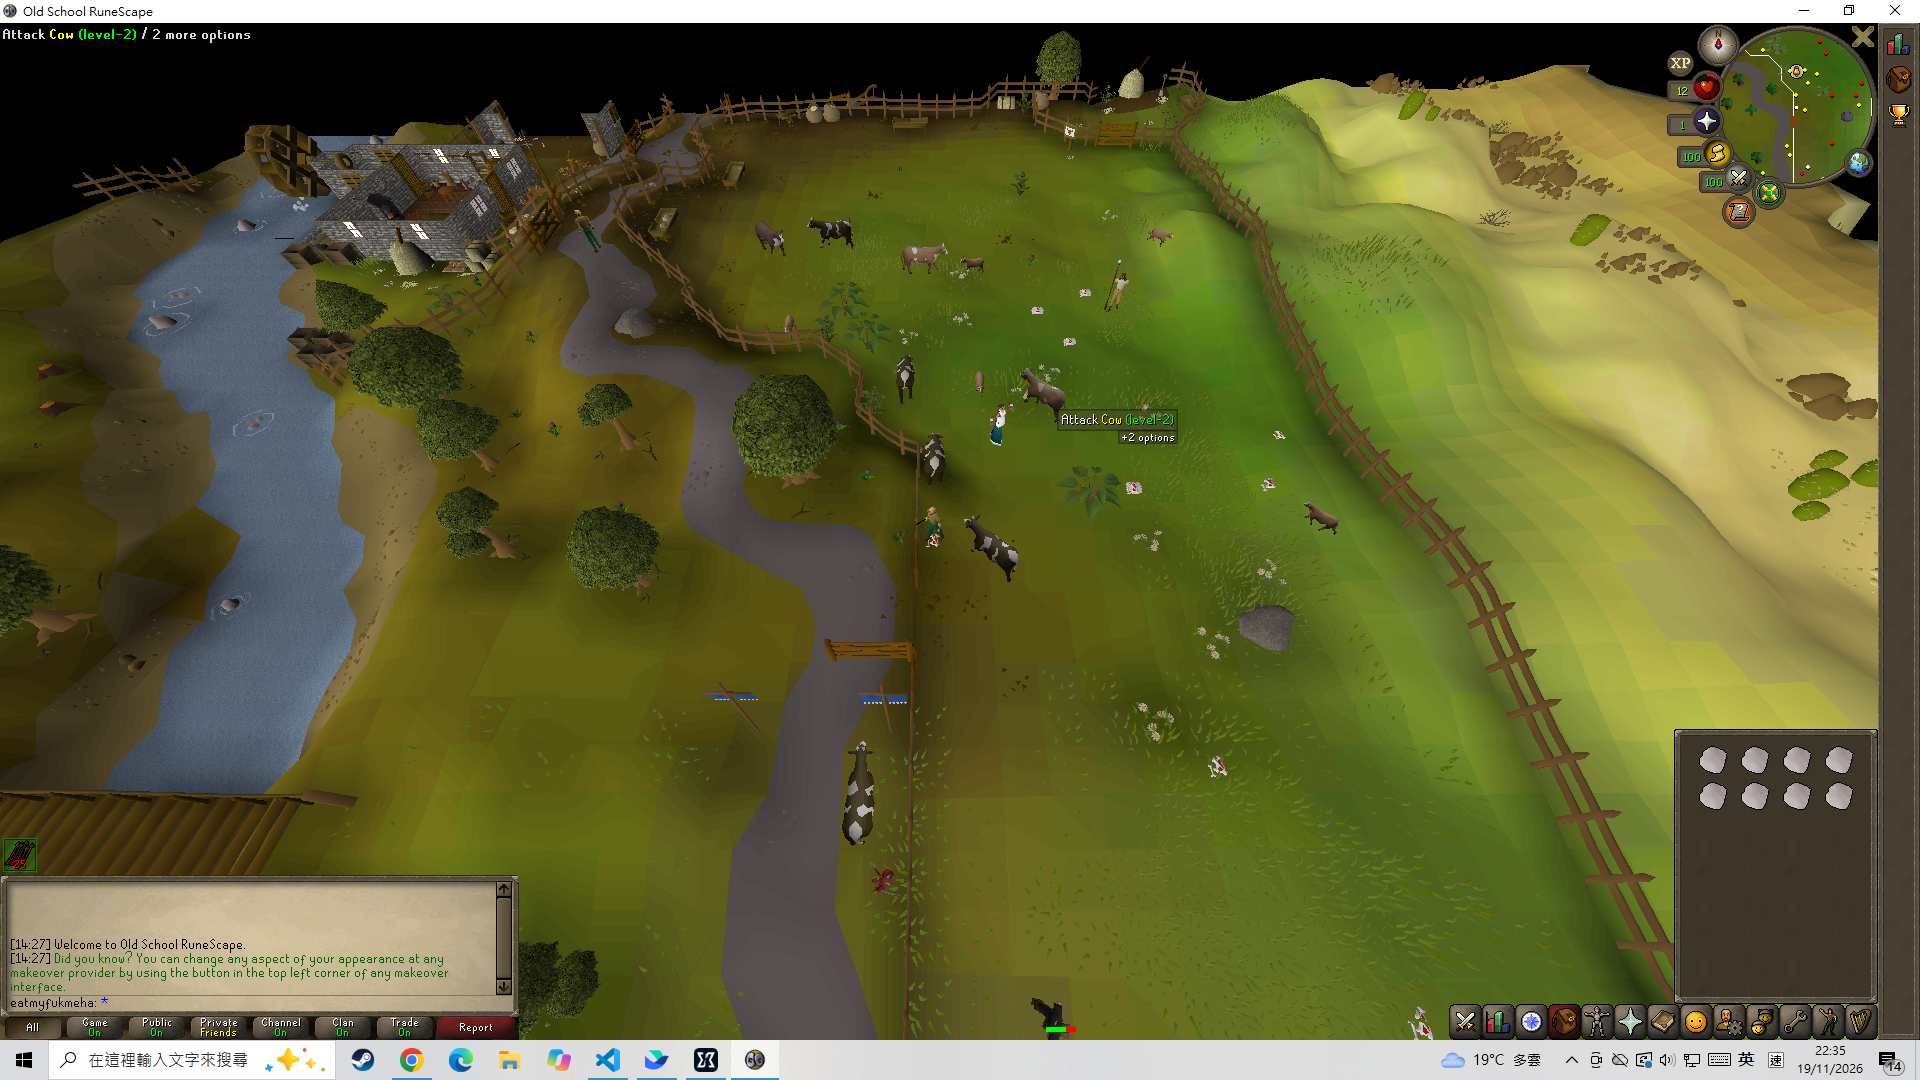 Old School RuneScape
Attack Cow (level-2) / 2 more options
N
XP
12
1
100
100
Attack Cow (level-2)
+2 options
25
[14:27] Welcome to Old School RuneScape.
[14:27] Did you know? You can change any aspect of your appearance at any
makeover provider by using the button in the top left corner of any makeover
interface.
eatmyfukmeha: *
All
Game
On
Public
On
Private
Friends
Channel
On
Clan
On
Trade
On
Report
在這裡輸入文字來搜尋
19°C 多雲
英
速
22:35
19/11/2026
14